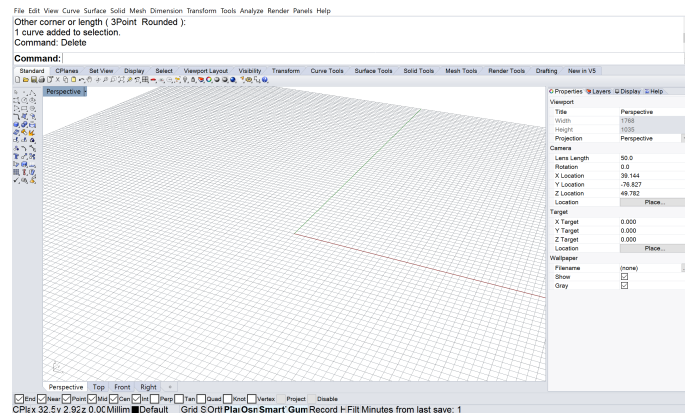 File Edit View Curve Surface Solid Mesh Dimension Transform Tools Analyze Render Panels Help
Other corner or length ( 3Point Rounded ):
1 curve added to selection.
Command: Delete
Command:
Standard CPlanes Set View Display Select Viewport Layout Visibility Transform Curve Tools Surface Tools Solid Tools Mesh Tools Render Tools Drafting New in V5
Perspective
Properties Layers Display Help
Viewport
Title Perspective
Width 1768
Height 1035
Projection Perspective
Camera
Lens Length 50.0
Rotation 0.0
X Location 39.144
Y Location -76.827
Z Location 49.782
Location Place...
Target
X Target 0.000
Y Target 0.000
Z Target 0.000
Location Place...
Wallpaper
Filename (none)
Show
Gray
Perspective Top Front Right
End Near Point Mid Cen Int Perp Tan Quad Knot Vertex Project Disable
CPlax 32.5y 2.92z 0.00 Millim Default Grid S Ortl Plai Osn Smart Gum Record H Filt Minutes from last save: 1